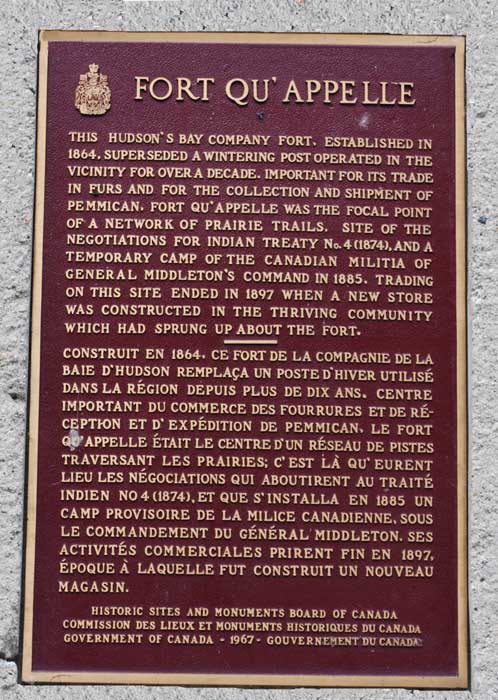 FORT QU'APPELLE
THIS HUDSON'S BAY COMPANY FORT, ESTABLISHED IN
1864, SUPERSEDED A WINTERING POST OPERATED IN THE
VICINITY FOR OVER A DECADE. IMPORTANT FOR ITS TRADE
IN FURS AND FOR THE COLLECTION AND SHIPMENT OF
PEMMICAN, FORT QU'APPELLE WAS THE FOCAL POINT
OF A NETWORK OF PRAIRIE TRAILS. SITE OF THE
NEGOTIATIONS FOR INDIAN TREATY No. 4 (1874), AND A
TEMPORARY CAMP OF THE CANADIAN MILITIA OF
GENERAL MIDDLETON'S COMMAND IN 1885. TRADING
ON THIS SITE ENDED IN 1897 WHEN A NEW STORE
WAS CONSTRUCTED IN THE THRIVING COMMUNITY
WHICH HAD SPRUNG UP ABOUT THE FORT.
CONSTRUIT EN 1864, CE FORT DE LA COMPAGNIE DE LA
BAIE D'HUDSON REMPLAÇA UN POSTE D'HIVER UTILISÉ
DANS LA RÉGION DEPUIS PLUS DE DIX ANS. CENTRE
IMPORTANT DU COMMERCE DES FOURRURES ET DE RÉ-
CEPTION ET D'EXPÉDITION DE PEMMICAN, LE FORT
QU'APPELLE ÉTAIT LE CENTRE D'UN RÉSEAU DE PISTES
TRAVERSANT LES PRAIRIES; C'EST LÀ QU'EURENT
LIEU LES NÉGOCIATIONS QUI ABOUTIRENT AU TRAITÉ
INDIEN NO 4 (1874), ET QUE S'INSTALLA EN 1885 UN
CAMP PROVISOIRE DE LA MILICE CANADIENNE, SOUS
LE COMMANDEMENT DU GÉNÉRAL MIDDLETON. SES
ACTIVITÉS COMMERCIALES PRIRENT FIN EN 1897,
ÉPOQUE À LAQUELLE FUT CONSTRUIT UN NOUVEAU
MAGASIN.
HISTORIC SITES AND MONUMENTS BOARD OF CANADA
COMMISSION DES LIEUX ET MONUMENTS HISTORIQUES DU CANADA
GOVERNMENT OF CANADA - 1967 - GOUVERNEMENT DU CANADA